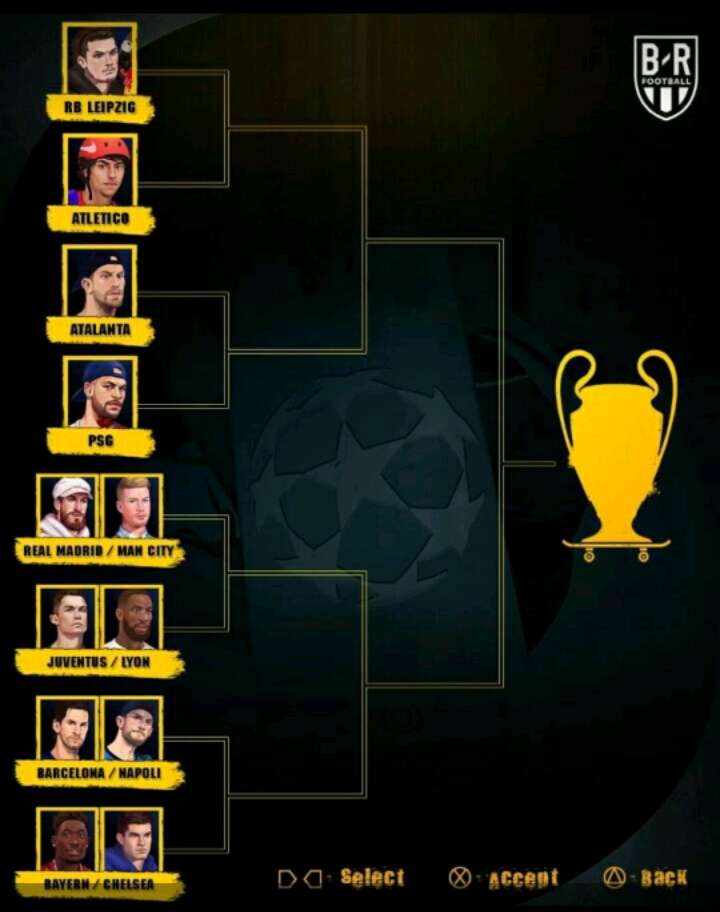 B-R
FOOTBALL
RB LEIPZIG
ATLETICO
ATALANTA
PSG
REAL MADRID / MAN CITY
JUVENTUS / LYON
BARCELONA / NAPOLI
BAYERN / CHELSEA
- Select
- Accept
- Back